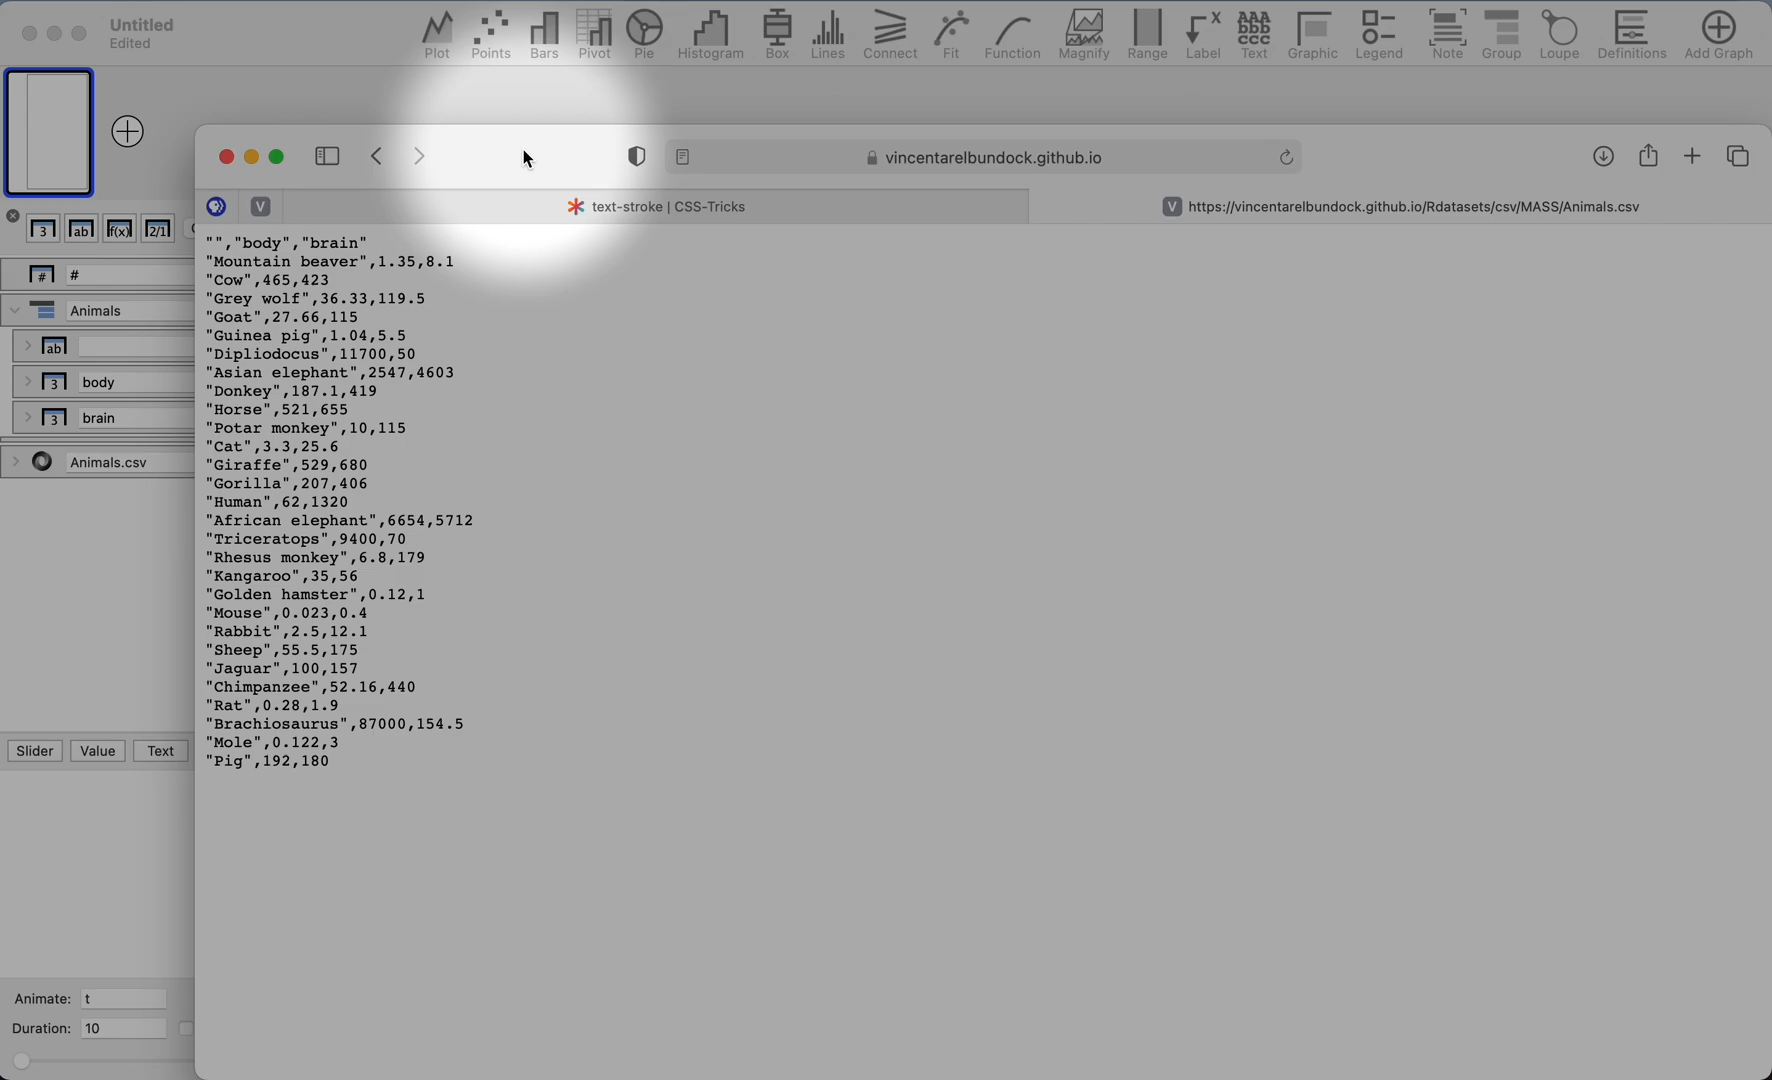 Untitled
Edited
Plot
Points
Bars
Pivot
Pie
Histogram
Box
Lines
Connect
Fit
Function
Magnify
Range
Label
Text
Graphic
Legend
Note
Group
Loupe
Definitions
Add Graph
vincentarelbundock.github.io
V
text-stroke | CSS-Tricks
V https://vincentarelbundock.github.io/Rdatasets/csv/MASS/Animals.csv
3
ab
f(x)
2/1
# #
Animals
ab
3 body
3 brain
Animals.csv
Slider
Value
Text
Animate: t
Duration: 10
"","body","brain"
"Mountain beaver",1.35,8.1
"Cow",465,423
"Grey wolf",36.33,119.5
"Goat",27.66,115
"Guinea pig",1.04,5.5
"Dipliodocus",11700,50
"Asian elephant",2547,4603
"Donkey",187.1,419
"Horse",521,655
"Potar monkey",10,115
"Cat",3.3,25.6
"Giraffe",529,680
"Gorilla",207,406
"Human",62,1320
"African elephant",6654,5712
"Triceratops",9400,70
"Rhesus monkey",6.8,179
"Kangaroo",35,56
"Golden hamster",0.12,1
"Mouse",0.023,0.4
"Rabbit",2.5,12.1
"Sheep",55.5,175
"Jaguar",100,157
"Chimpanzee",52.16,440
"Rat",0.28,1.9
"Brachiosaurus",87000,154.5
"Mole",0.122,3
"Pig",192,180